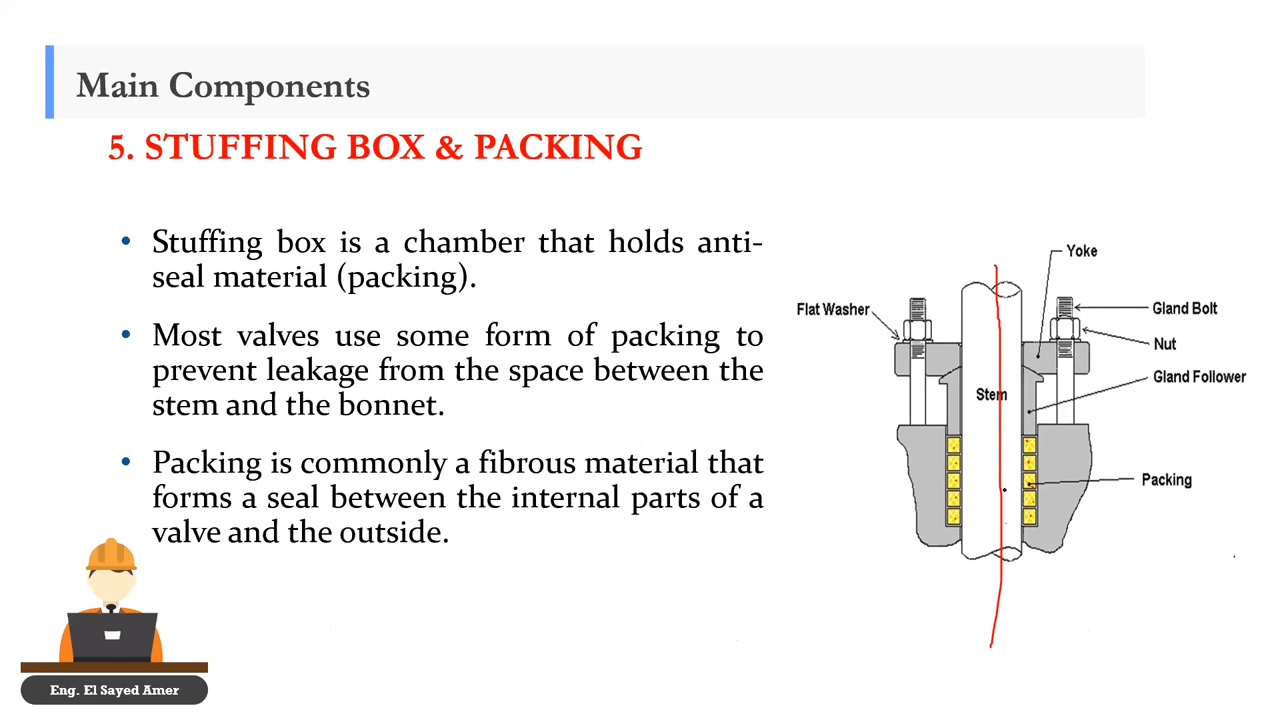 Main Components
5. STUFFING BOX & PACKING
• Stuffing box is a chamber that holds anti-
seal material (packing).
• Most valves use some form of packing to
prevent leakage from the space between the
stem and the bonnet.
• Packing is commonly a fibrous material that
forms a seal between the internal parts of a
valve and the outside.
Yoke
Flat Washer
Gland Bolt
Nut
Gland Follower
Stem
Packing
Eng. El Sayed Amer